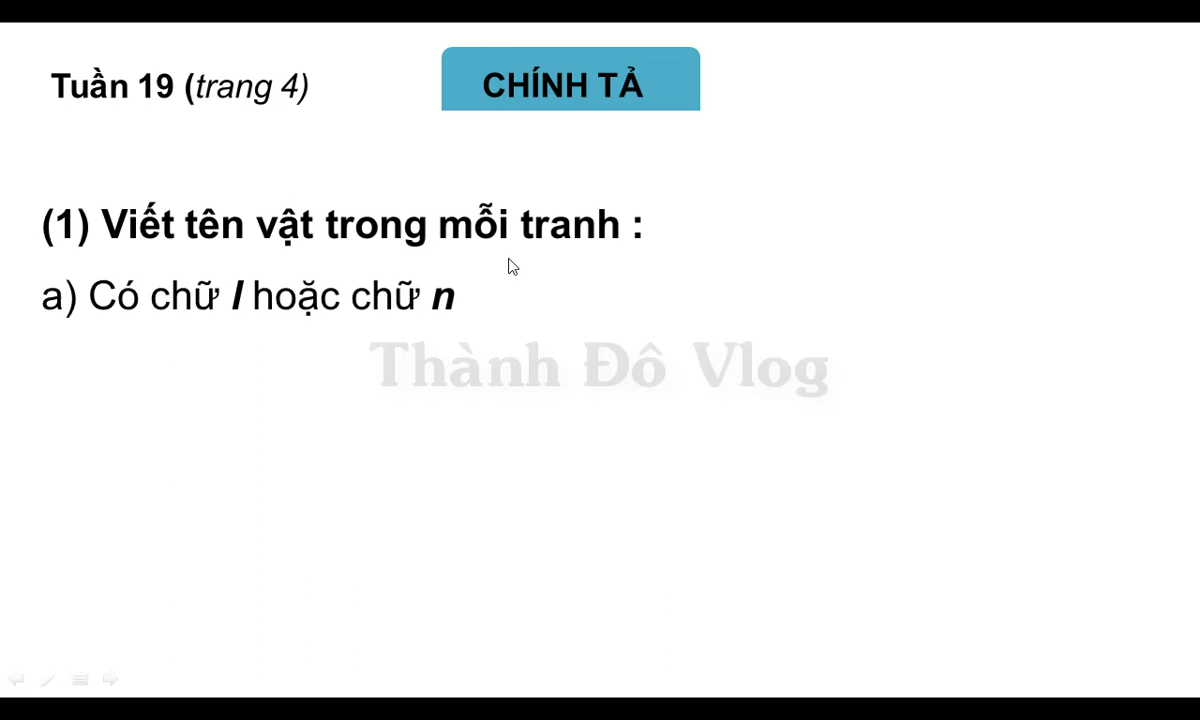 Tuần 19 (trang 4)
CHÍNH TẢ
(1) Viết tên vật trong mỗi tranh :
a) Có chữ l hoặc chữ n
Thành Đô Vlog